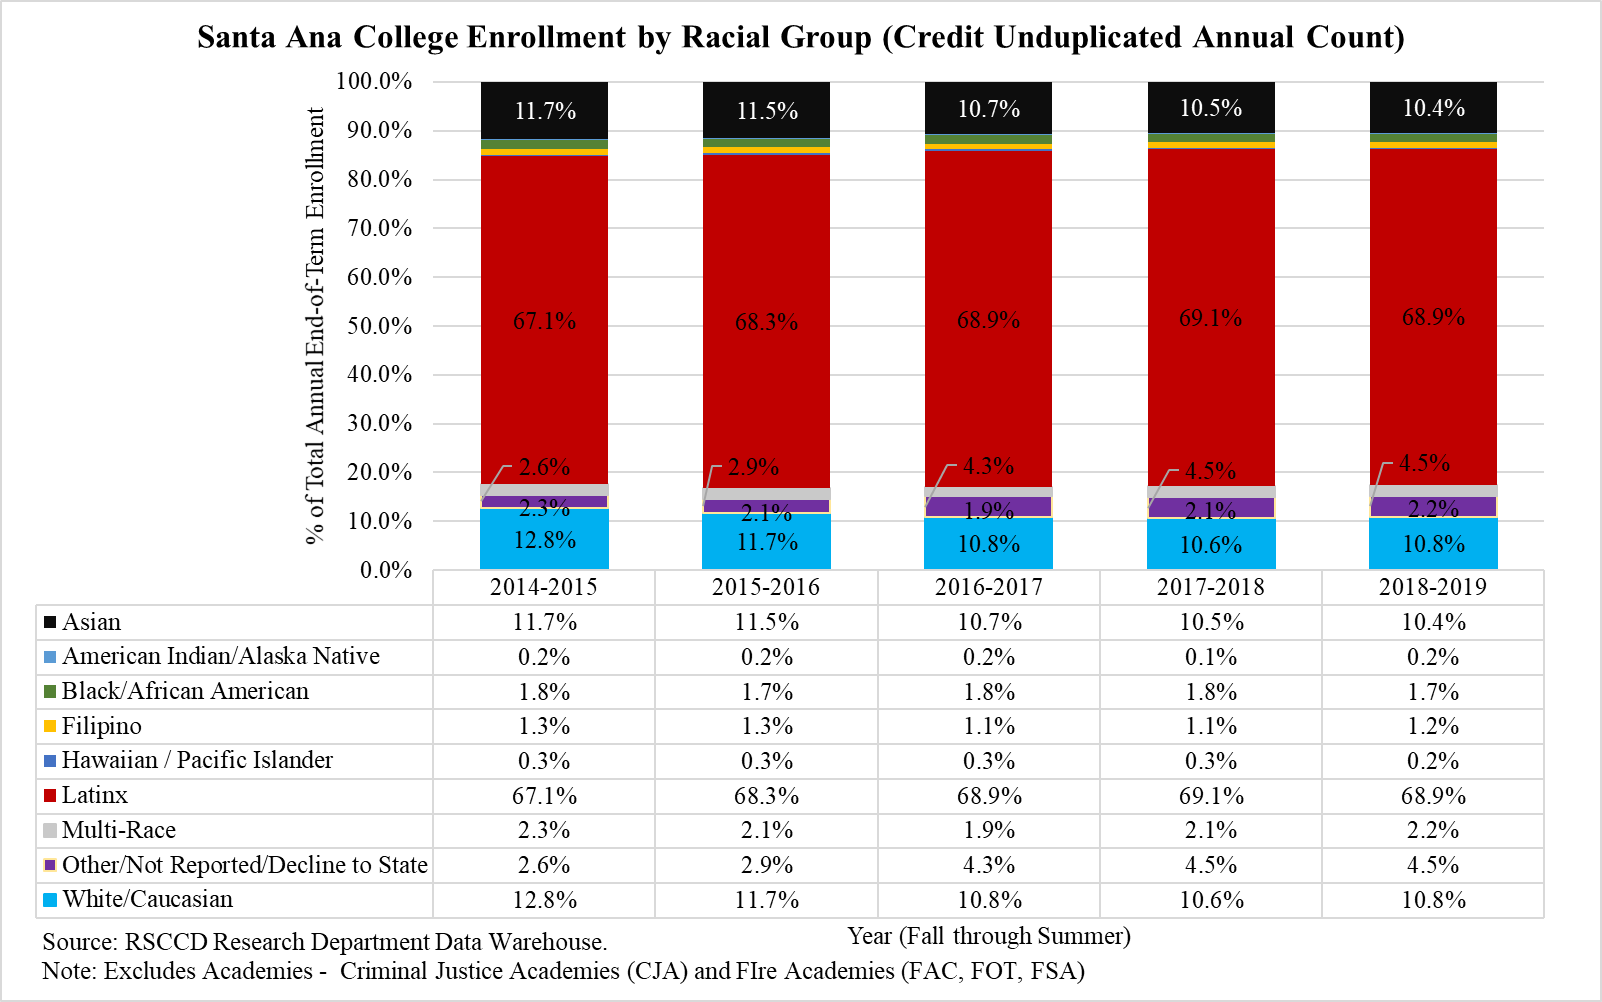 Santa Ana College Enrollment by Racial Group (Credit Unduplicated Annual Count)
% of Total Annual End-of-Term Enrollment
100.0%
90.0%
80.0%
70.0%
60.0%
50.0%
40.0%
30.0%
20.0%
10.0%
0.0%
11.7% 11.5% 10.7% 10.5% 10.4%
67.1% 68.3% 68.9% 69.1% 68.9%
2.6% 2.9% 4.3% 4.5% 4.5%
2.3% 2.1% 1.9% 2.1% 2.2%
12.8% 11.7% 10.8% 10.6% 10.8%
2014-2015 2015-2016 2016-2017 2017-2018 2018-2019
Asian 11.7% 11.5% 10.7% 10.5% 10.4%
American Indian/Alaska Native 0.2% 0.2% 0.2% 0.1% 0.2%
Black/African American 1.8% 1.7% 1.8% 1.8% 1.7%
Filipino 1.3% 1.3% 1.1% 1.1% 1.2%
Hawaiian / Pacific Islander 0.3% 0.3% 0.3% 0.3% 0.2%
Latinx 67.1% 68.3% 68.9% 69.1% 68.9%
Multi-Race 2.3% 2.1% 1.9% 2.1% 2.2%
Other/Not Reported/Decline to State 2.6% 2.9% 4.3% 4.5% 4.5%
White/Caucasian 12.8% 11.7% 10.8% 10.6% 10.8%
Year (Fall through Summer)
Source: RSCCD Research Department Data Warehouse.
Note: Excludes Academies - Criminal Justice Academies (CJA) and FIre Academies (FAC, FOT, FSA)